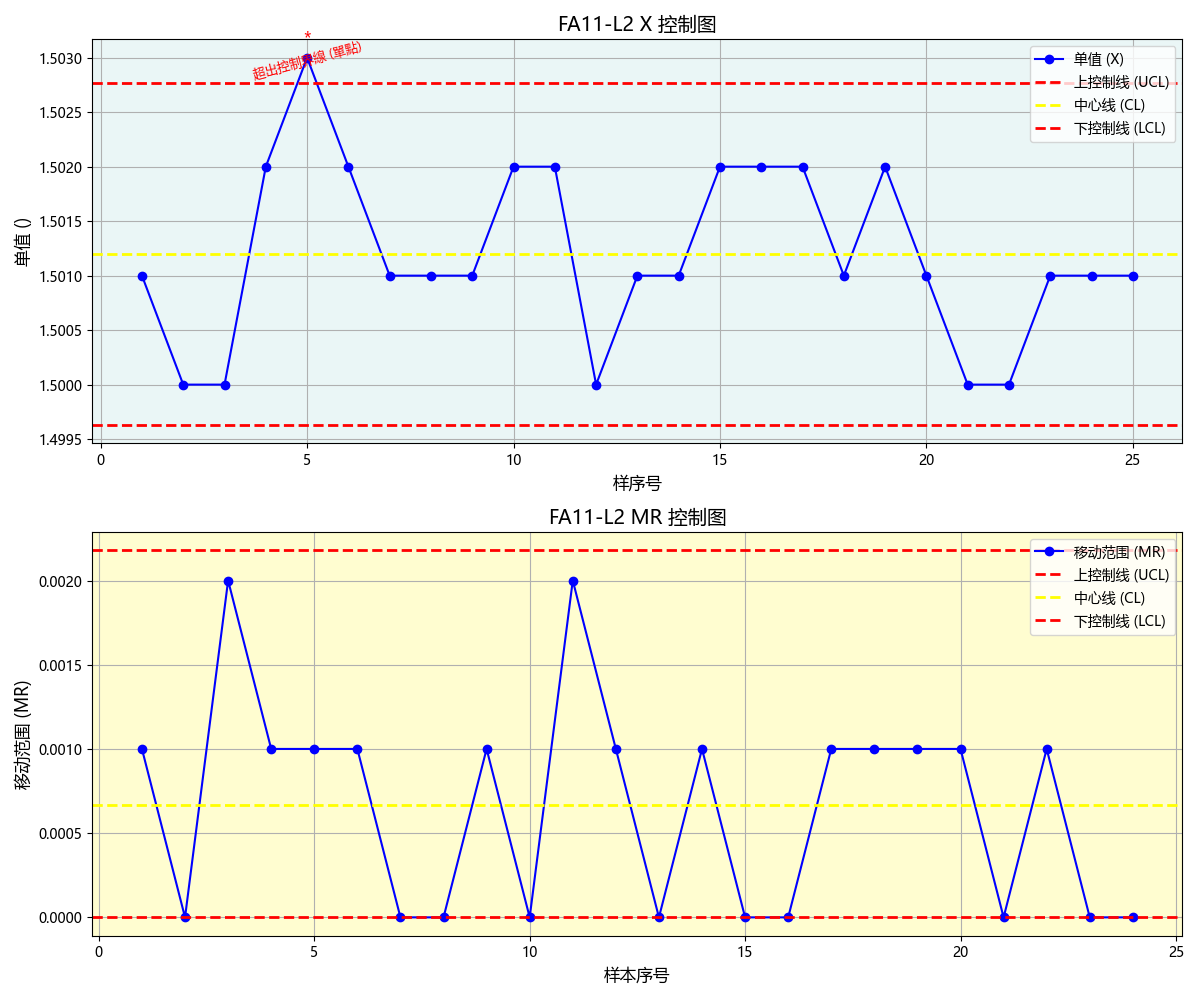 FA11-L2 X 控制图
*
超出控制界線 (單點)
单值 (X)
上控制线 (UCL)
中心线 (CL)
下控制线 (LCL)
单值 ()
1.5030
1.5025
1.5020
1.5015
1.5010
1.5005
1.5000
1.4995
0 5 10 15 20 25
样序号
FA11-L2 MR 控制图
移动范围 (MR)
上控制线 (UCL)
中心线 (CL)
下控制线 (LCL)
移动范围 (MR)
0.0020
0.0015
0.0010
0.0005
0.0000
0 5 10 15 20 25
样本序号